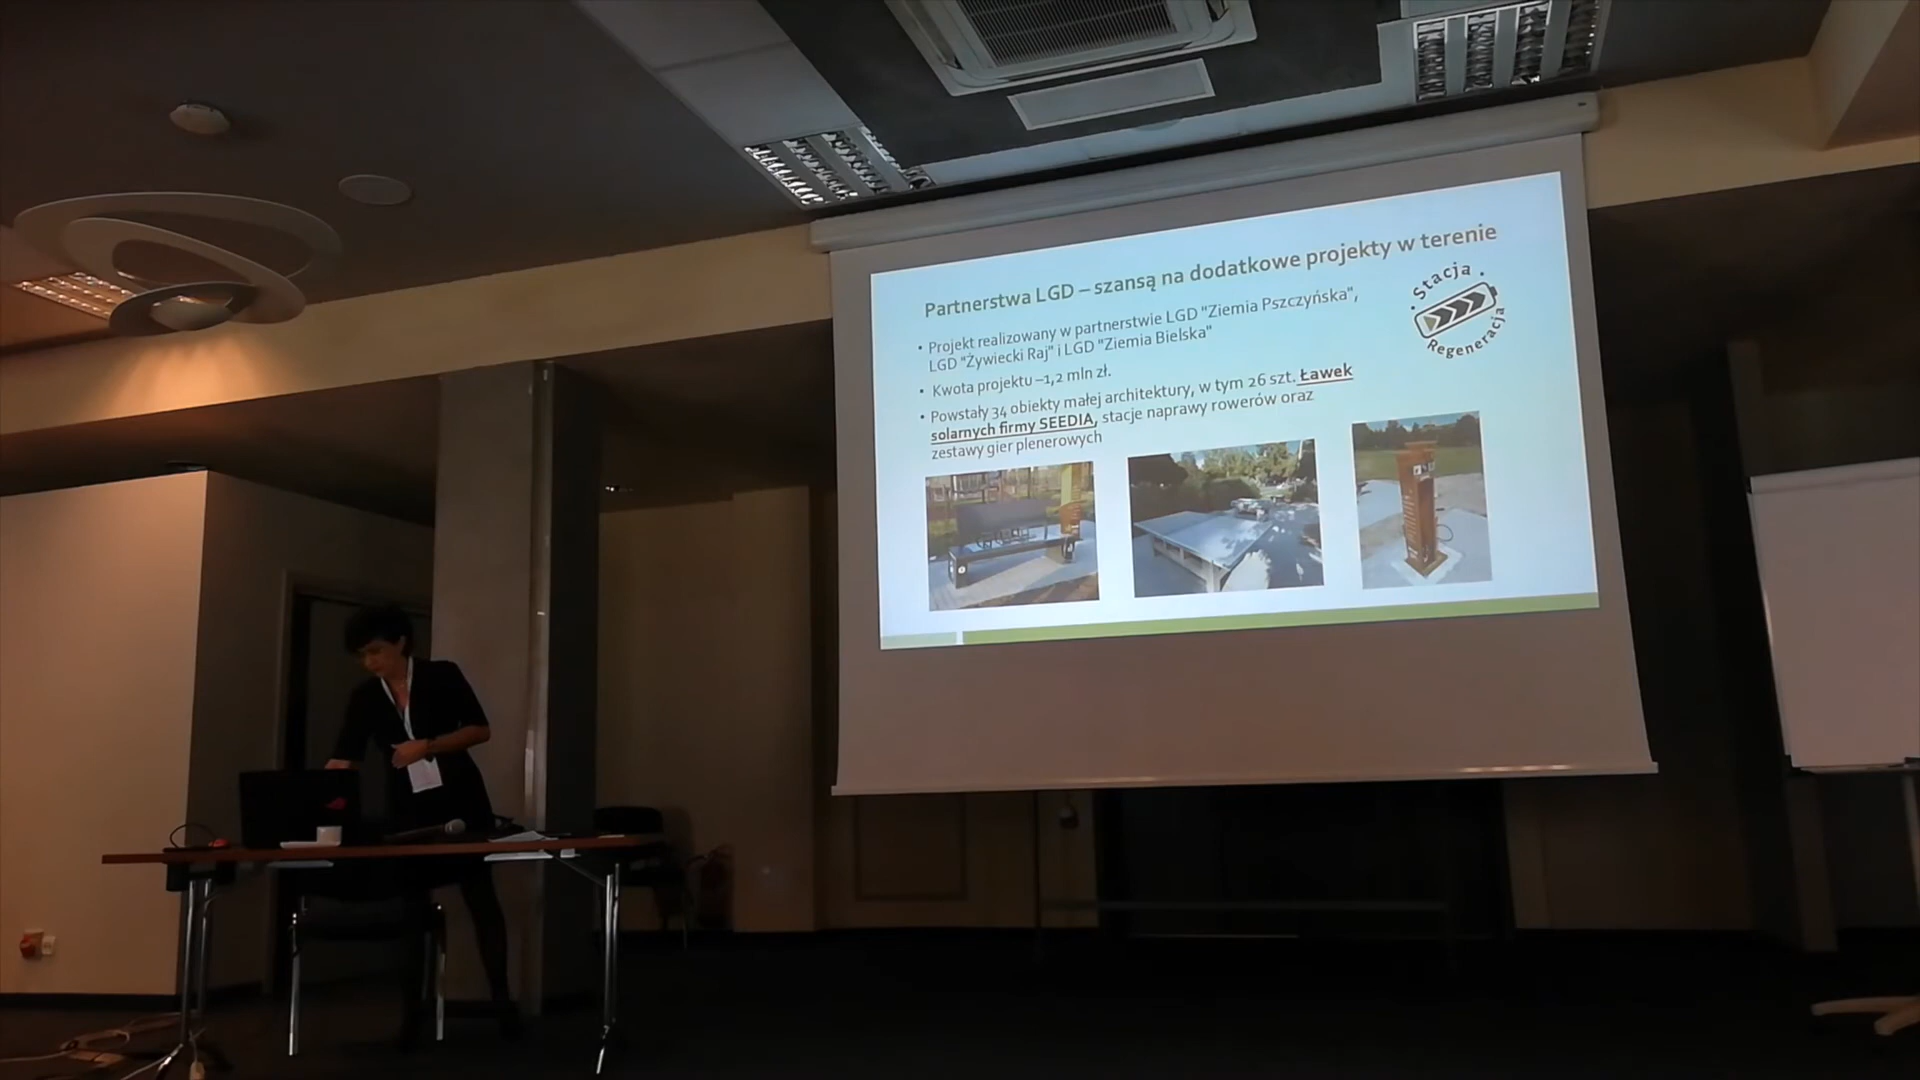 Partnerstwa LGD – szansą na dodatkowe projekty w terenie
• Projekt realizowany w partnerstwie LGD "Ziemia Pszczyńska",
LGD "Żywiecki Raj" i LGD "Ziemia Bielska"
• Kwota projektu –1,2 mln zł.
• Powstały 34 obiekty małej architektury, w tym 26 szt. Ławek
solarnych firmy SEEDIA, stacje naprawy rowerów oraz
zestawy gier plenerowych
• Stacja •
Regeneracja